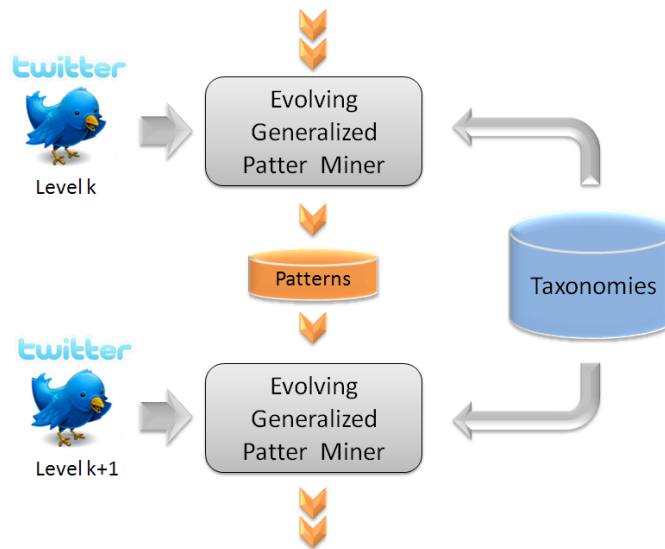 twitter
Level k
Evolving
Generalized
Patter Miner
Patterns
Taxonomies
twitter
Level k+1
Evolving
Generalized
Patter Miner